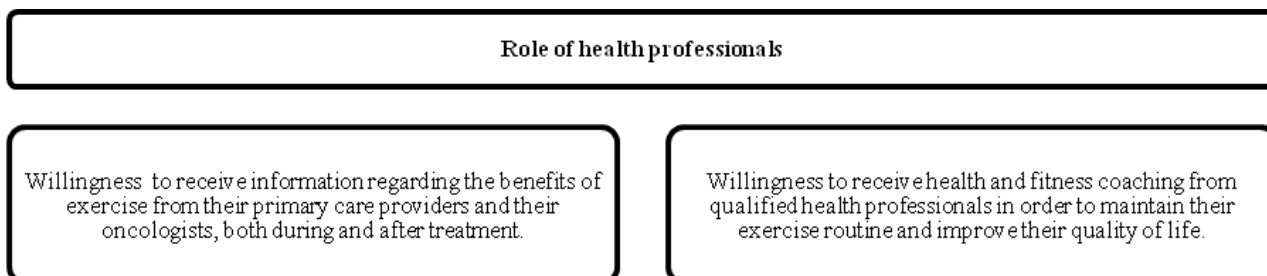 Role of health professionals
Willingness to receive information regarding the benefits of
exercise from their primary care providers and their
oncologists, both during and after treatment.
Willingness to receive health and fitness coaching from
qualified health professionals in order to maintain their
exercise routine and improve their quality of life.